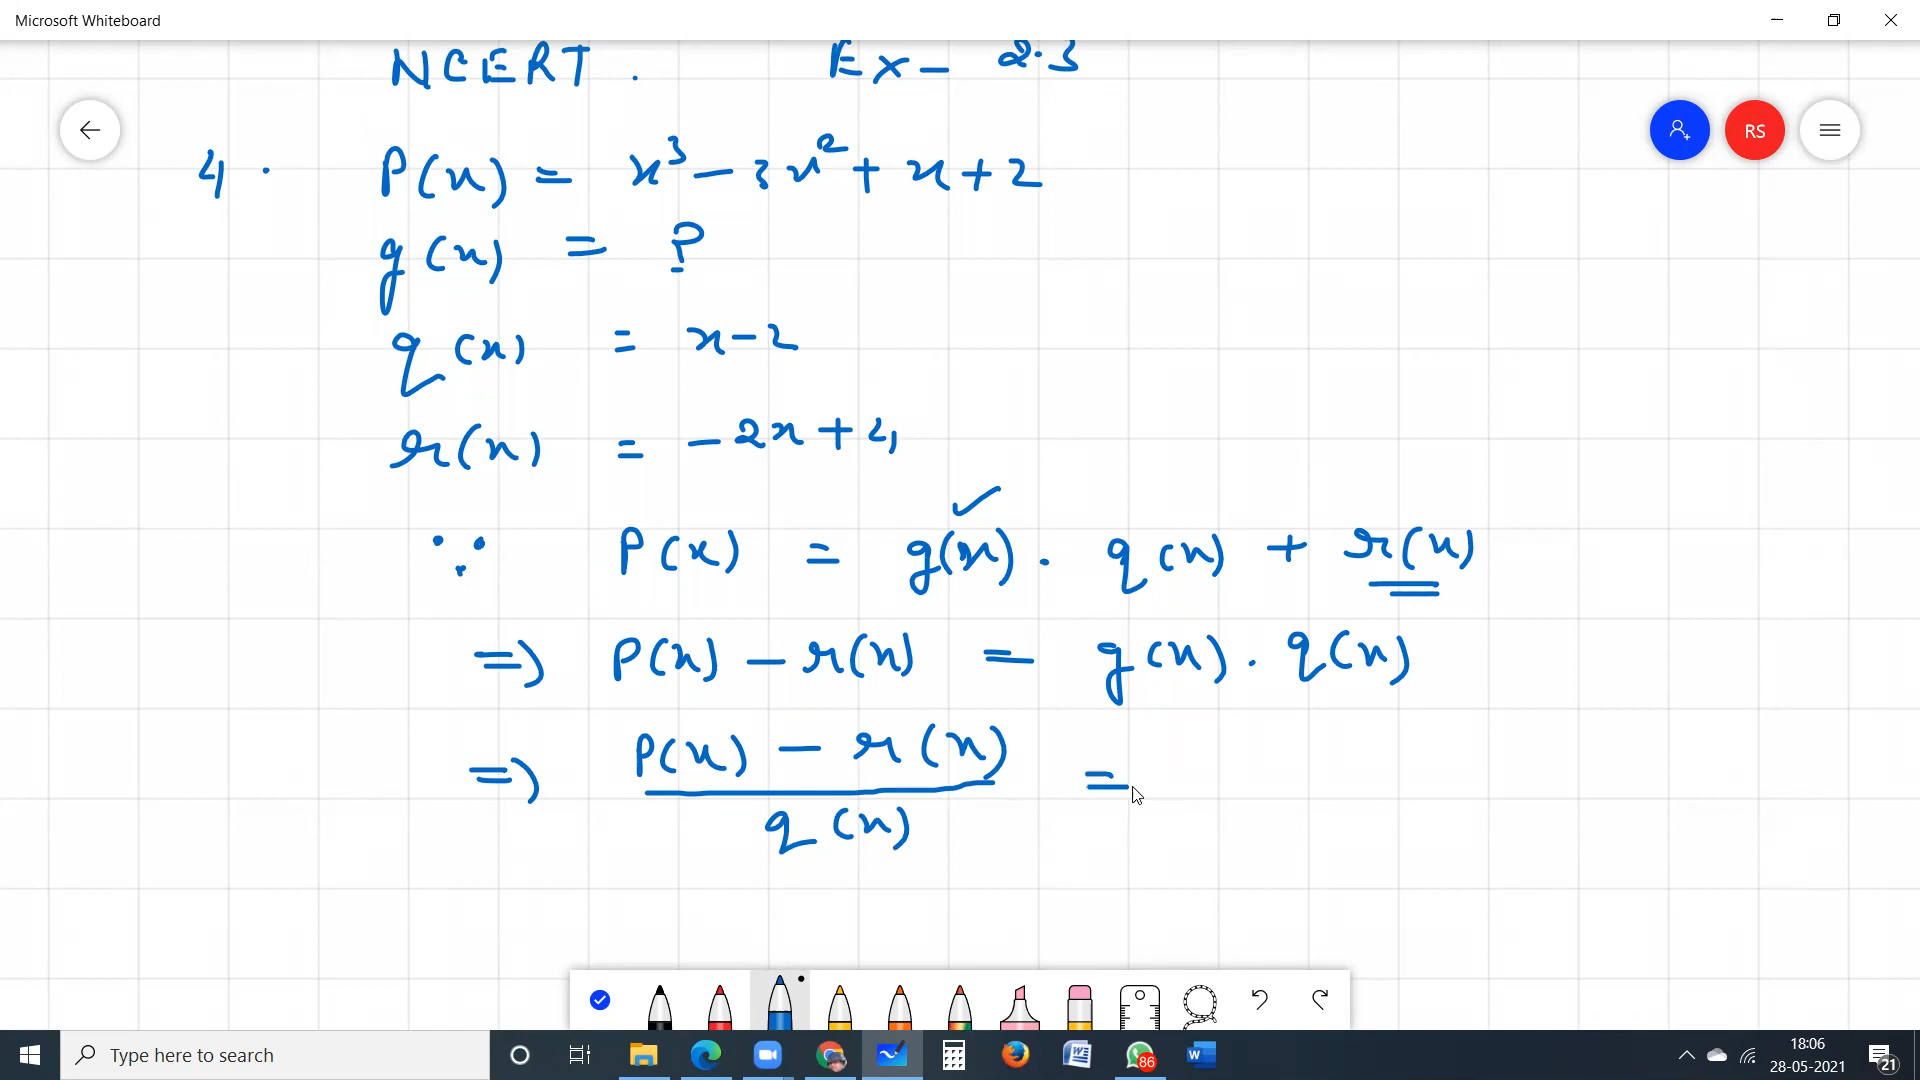 Microsoft Whiteboard
NCERT. Ex - 2.3
RS
4. P(x) = x³ - 3x² + x + 2
g(x) = ?
q(x) = x - 2
r(x) = -2x + 4
∵ P(x) = g(x) · q(x) + r(x)
=> P(x) - r(x) = g(x) · q(x)
=> P(x) - r(x) =
q(x)
Type here to search
86
18:06
28-05-2021
21